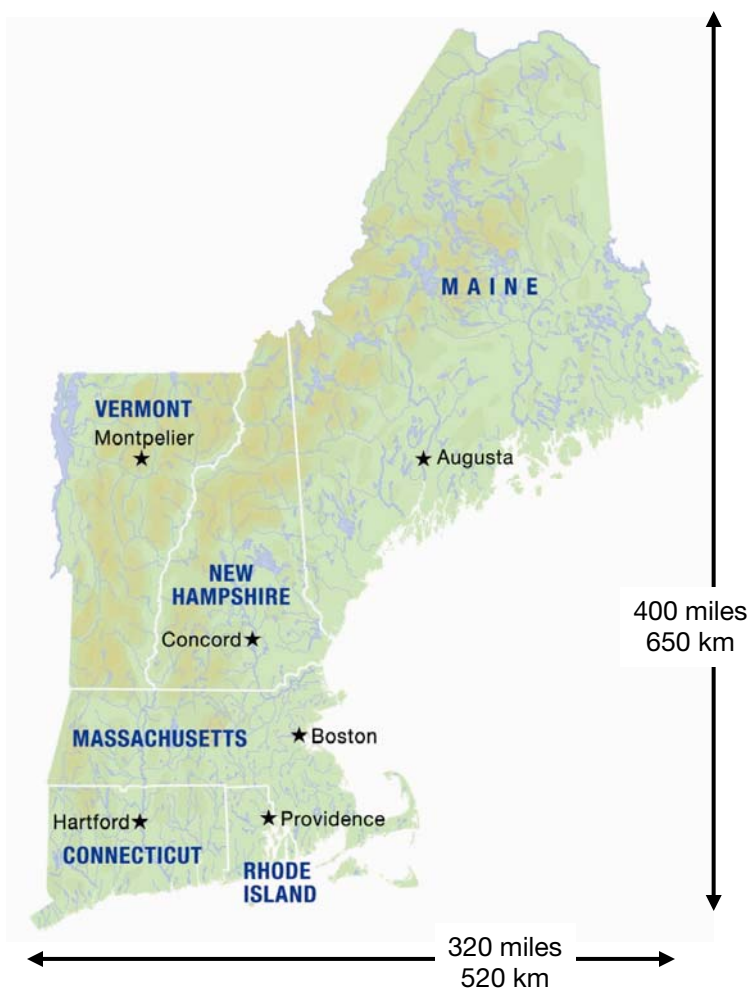 MAINE
VERMONT
Montpelier
Augusta
NEW
HAMPSHIRE
Concord
400 miles
650 km
MASSACHUSETTS
Boston
Hartford
Providence
CONNECTICUT
RHODE
ISLAND
320 miles
520 km